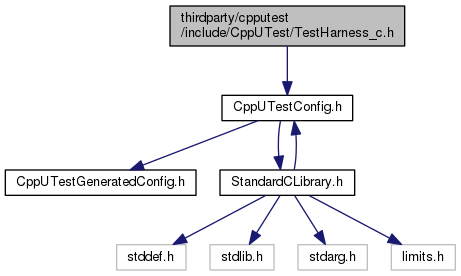 thirdparty/cpputest
/include/CppUTest/TestHarness_c.h
CppUTestConfig.h
CppUTestGeneratedConfig.h
StandardCLibrary.h
stddef.h
stdlib.h
stdarg.h
limits.h